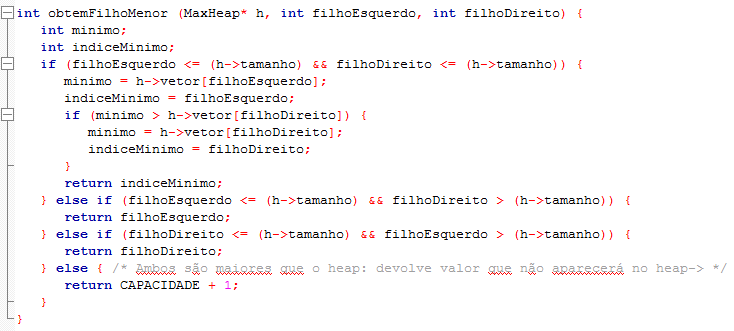 int obtemFilhoMenor (MaxHeap* h, int filhoEsquerdo, int filhoDireito) {
int minimo;
int indiceMinimo;
if (filhoEsquerdo <= (h->tamanho) && filhoDireito <= (h->tamanho)) {
minimo = h->vetor[filhoEsquerdo];
indiceMinimo = filhoEsquerdo;
if (minimo > h->vetor[filhoDireito]) {
minimo = h->vetor[filhoDireito];
indiceMinimo = filhoDireito;
}
return indiceMinimo;
} else if (filhoEsquerdo <= (h->tamanho) && filhoDireito > (h->tamanho)) {
return filhoEsquerdo;
} else if (filhoDireito <= (h->tamanho) && filhoEsquerdo > (h->tamanho)) {
return filhoDireito;
} else { /* Ambos são maiores que o heap: devolve valor que não aparecerá no heap-> */
return CAPACIDADE + 1;
}
}